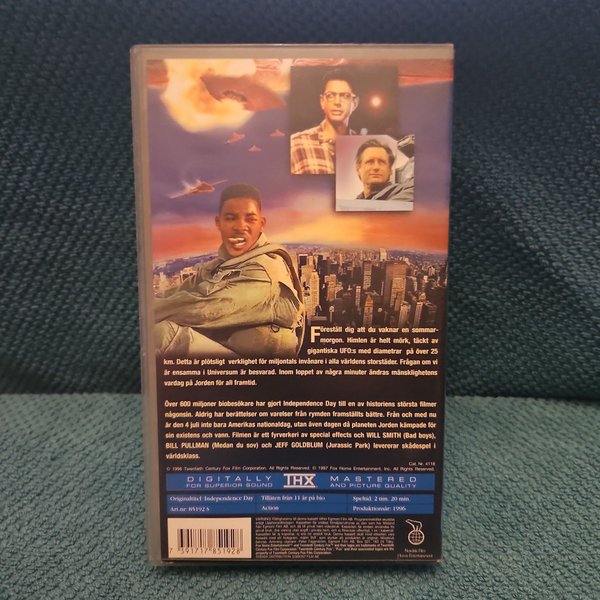 Föreställ dig att du vaknar en sommar-
morgon. Himlen är helt mörk, täckt av
gigantiska UFO:s med diametrar på över 25
km. Detta är plötsligt verklighet för miljontals invånare i alla världens storstäder. Frågan om vi
är ensamma i Universum är besvarad. Inom loppet av några minuter ändras mänsklighetens
vardag på Jorden för all framtid.
Över 600 miljoner biobesökare har gjort Independence Day till en av historiens största filmer
någonsin. Aldrig har berättelser om varelser från rymden framställts bättre. Från och med nu
är den 4 juli inte bara Amerikas nationaldag, utan även dagen då planeten Jorden kämpade för
sin existens och vann. Filmen är ett fyrverkeri av special effects och WILL SMITH (Bad boys),
BILL PULLMAN (Medan du sov) och JEFF GOLDBLUM (Jurassic Park) levererar skådespel i
världsklass.
Cat. Nr. 4118
© 1996 Twentieth Century Fox Film Corporation. All Rights Reserved. © 1997 Fox Home Entertainment, Inc. All Rights Reserved.
DIGITALLY THX MASTERED
FOR SUPERIOR SOUND AND PICTURE QUALITY
Originaltitel: Independence Day Tillåten från 11 år på bio Speltid: 2 tim. 20 min.
Art.nr 85192 S Action Produktionsår: 1996
7 391717 851928
Nordisk Film
Home Entertainment